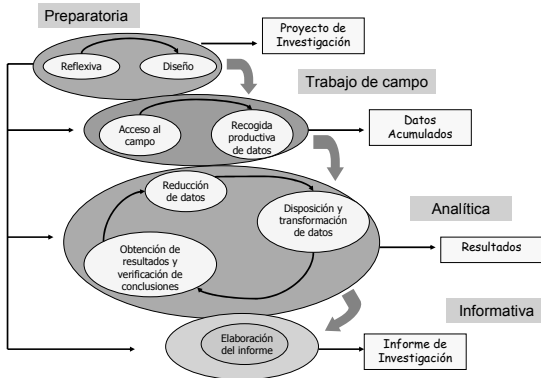 Preparatoria
Proyecto de
Investigación
Reflexiva
Diseño
Trabajo de campo
Acceso al
campo
Recogida
productiva
de datos
Datos
Acumulados
Reducción
de datos
Disposición y
transformación
de datos
Analítica
Obtención de
resultados y
verificación de
conclusiones
Resultados
Informativa
Elaboración
del informe
Informe de
Investigación